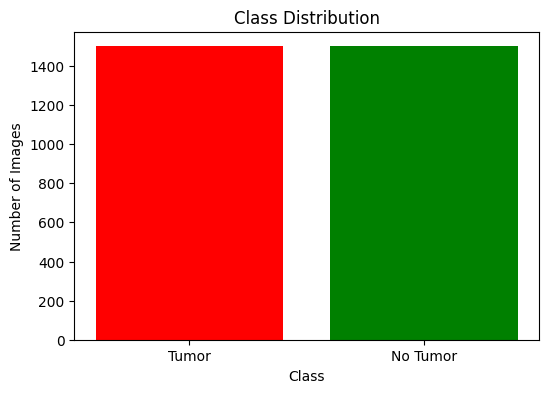 Class Distribution
Number of Images
1400
1200
1000
800
600
400
200
0
Tumor
No Tumor
Class